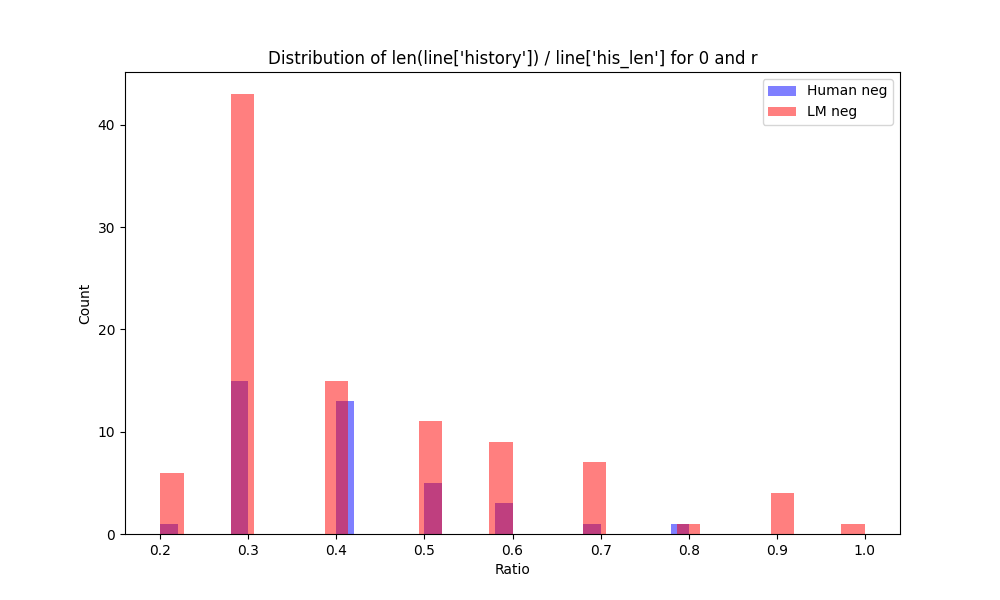 Distribution of len(line['history']) / line['his_len'] for 0 and r
Human neg
LM neg
40
30
20
10
0
Count
0.2 0.3 0.4 0.5 0.6 0.7 0.8 0.9 1.0
Ratio